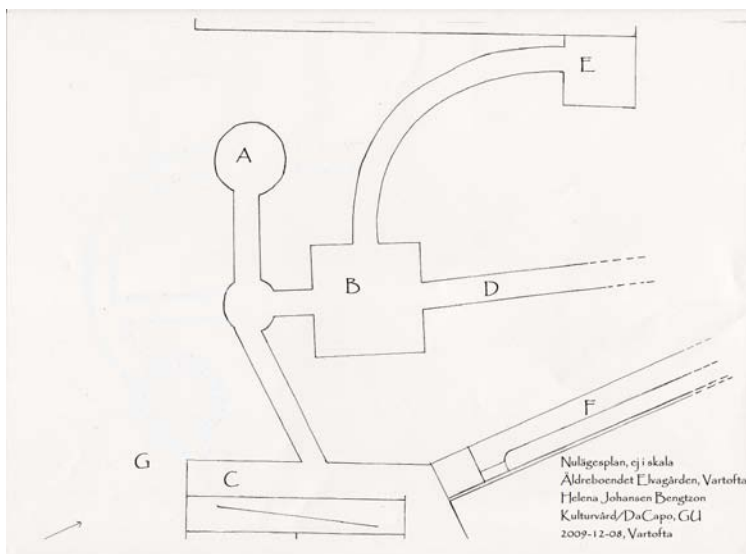 E
A
B
D
F
G
C
Nulägesplan, ej i skala
Äldreboendet Elvagården, Vartofta
Helena Johansen Bengtzon
Kulturvård/DaCapo, GU
2009-12-08, Vartofta